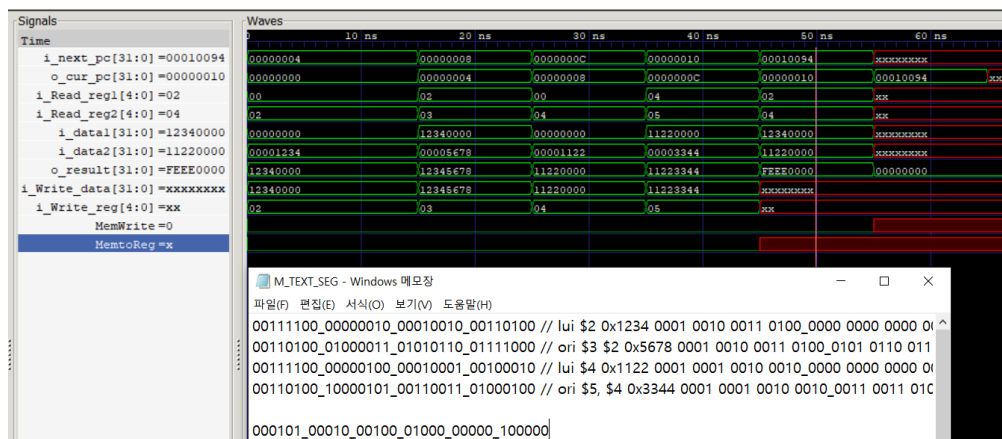 Signals
Waves
Time
i_next_pc[31:0] =00010094
o_cur_pc[31:0] =00000010
i_Read_reg1[4:0] =02
i_Read_reg2[4:0] =04
i_data1[31:0] =12340000
i_data2[31:0] =11220000
o_result[31:0] =FEEE0000
i_Write_data[31:0] =xxxxxxxx
i_Write_reg[4:0] =xx
MemWrite =0
MemtoReg =x
10 ns 20 ns 30 ns 40 ns 50 ns 60 ns
00000004 00000008 0000000C 00000010 00010094 xxxxxxxx
00000000 00000004 00000008 0000000C 00000010 00010094 xx
00 02 00 04 02 xx
02 03 04 05 04 xx
00000000 12340000 00000000 11220000 12340000 xxxxxxxx
00001234 00005678 00001122 00003344 11220000 xxxxxxxx
12340000 12345678 11220000 11223344 FEEE0000 00000000
12340000 12345678 11220000 11223344 xxxxxxxx
02 03 04 05 xx
M_TEXT_SEG - Windows 메모장
파일(F) 편집(E) 서식(O) 보기(V) 도움말(H)
00111100_00000010_00010010_00110100 // lui $2 0x1234 0001 0010 0011 0100_0000 0000 0000
00110100_01000011_01010110_01111000 // ori $3 $2 0x5678 0001 0010 0011 0100_0101 0110 011
00111100_00000100_00010001_00100010 // lui $4 0x1122 0001 0001 0010 0010_0000 0000 0000
00110100_10000101_00110011_01000100 // ori $5, $4 0x3344 0001 0001 0010 0010_0011 0011 010
000101_00010_00100_01000_00000_100000